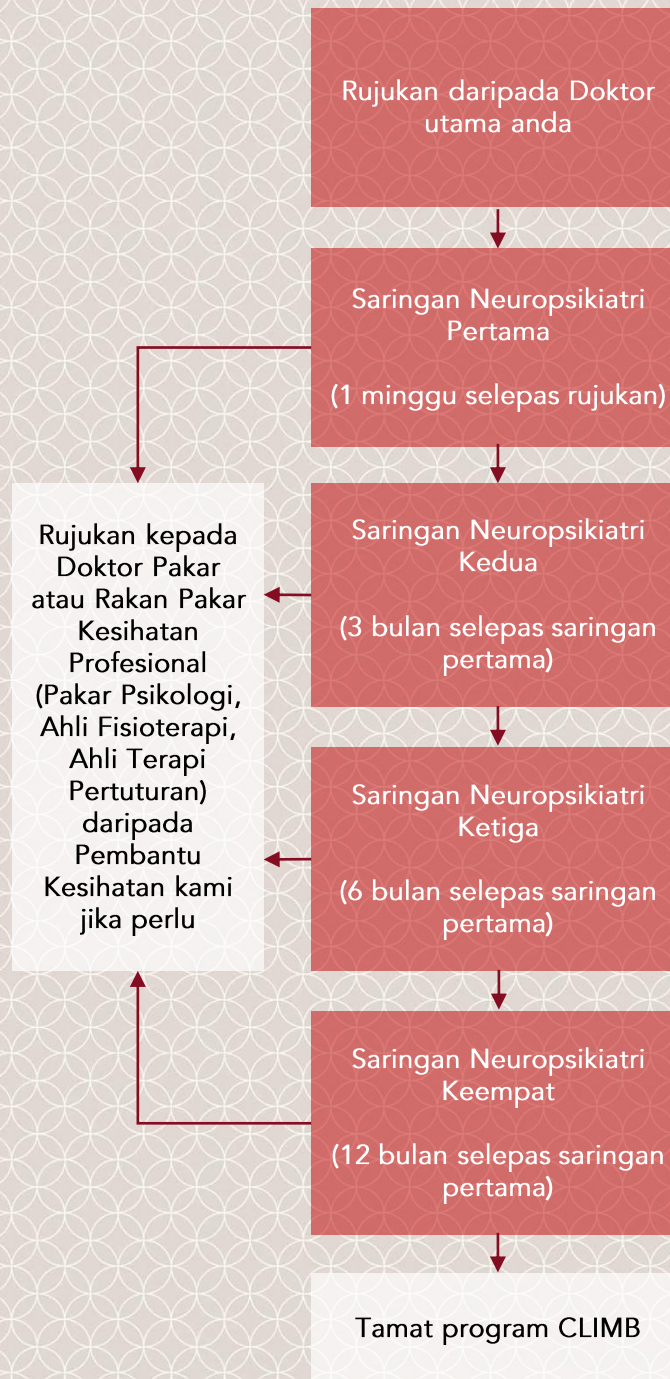 Rujukan daripada Doktor
utama anda
Saringan Neuropsikiatri
Pertama
(1 minggu selepas rujukan)
Rujukan kepada
Doktor Pakar
atau Rakan Pakar
Kesihatan
Profesional
(Pakar Psikologi,
Ahli Fisioterapi,
Ahli Terapi
Pertuturan)
daripada
Pembantu
Kesihatan kami
jika perlu
Saringan Neuropsikiatri
Kedua
(3 bulan selepas saringan
pertama)
Saringan Neuropsikiatri
Ketiga
(6 bulan selepas saringan
pertama)
Saringan Neuropsikiatri
Keempat
(12 bulan selepas saringan
pertama)
Tamat program CLIMB